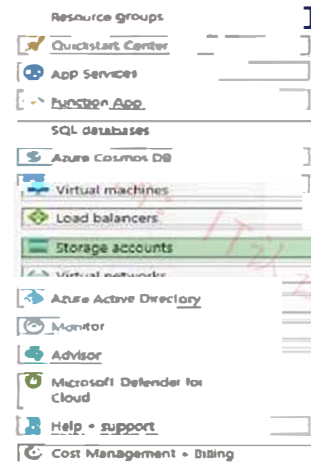 Resource groups
Quickstart Center
App Services
Function App
SQL databases
Azure Cosmos DB
Virtual machines
Load balancers
Storage accounts
Virtual networks
Azure Active Directory
Monitor
Advisor
Microsoft Defender for
Cloud
Help + support
Cost Management + Billing